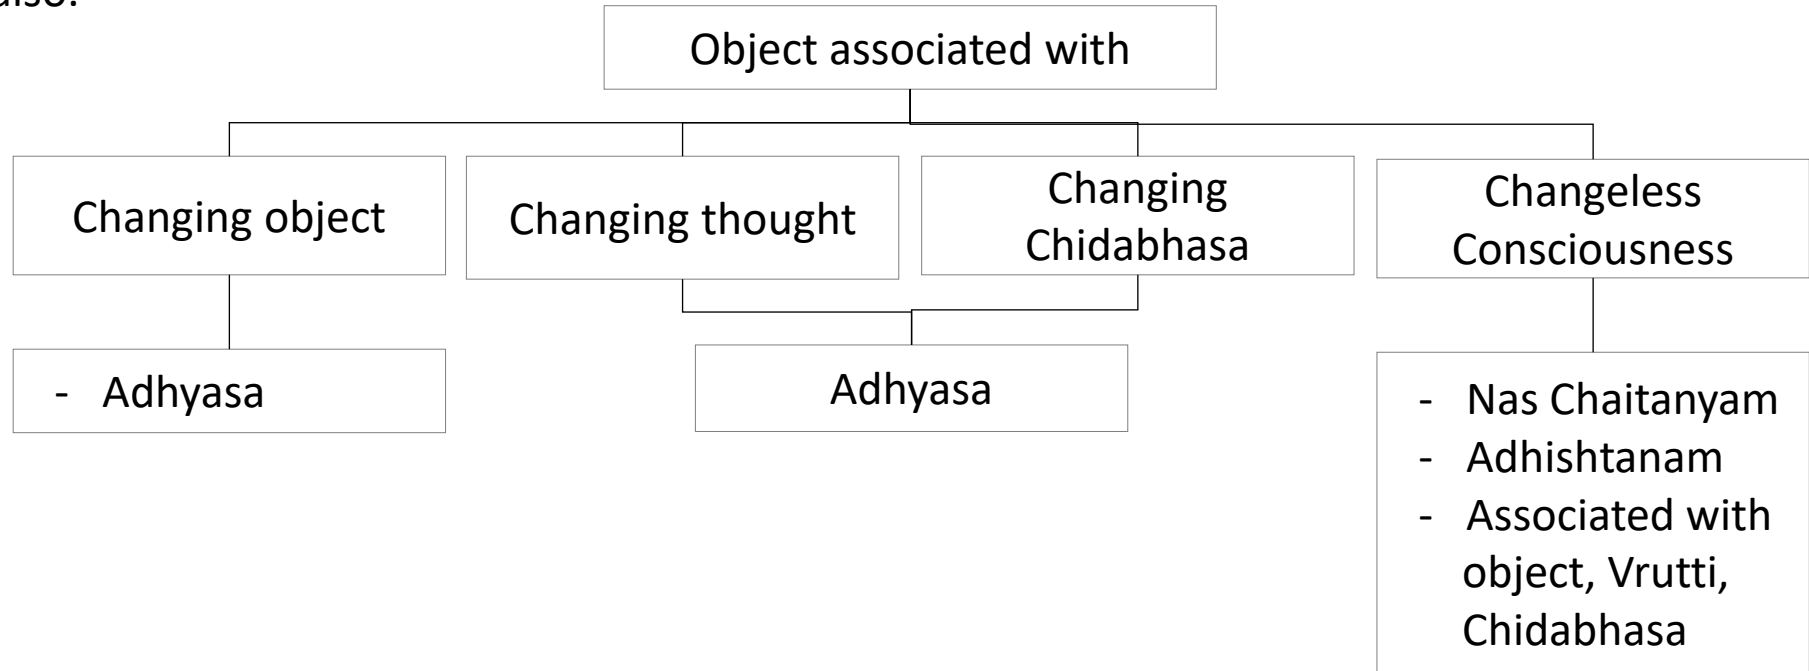 also.
Object associated with
Changing object
Changing thought
Changing
Chidabhasa
Changeless
Consciousness
- Adhyasa
Adhyasa
- Nas Chaitanyam
- Adhishtanam
- Associated with
object, Vrutti,
Chidabhasa